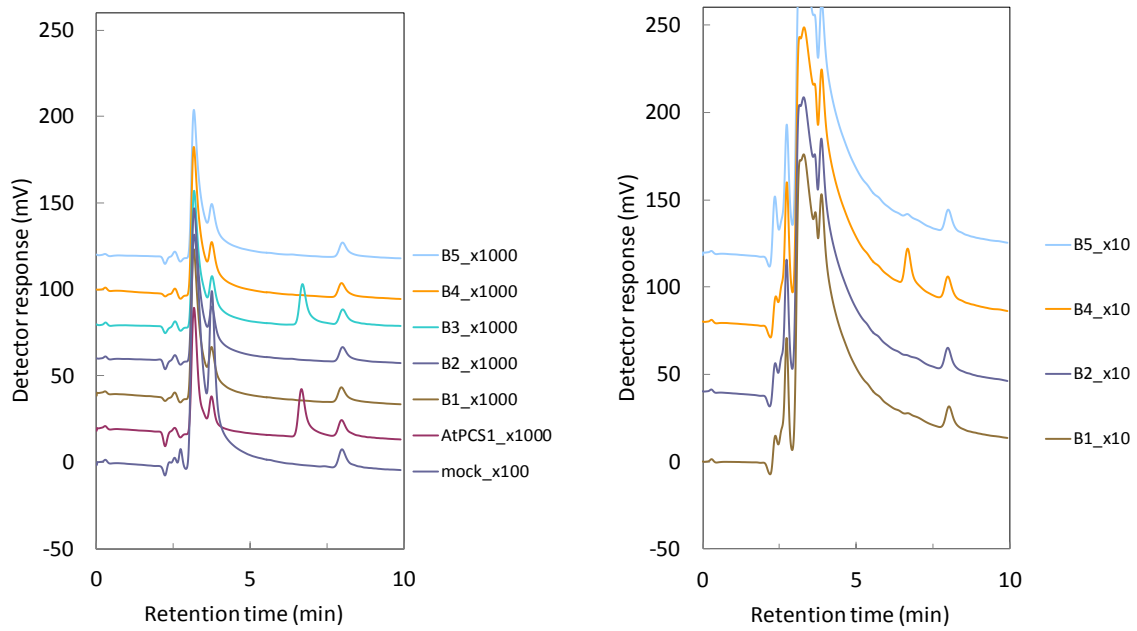 250
200
150
100
50
0
-50
0
5
10
Detector response (mV)
Retention time (min)
B5_x1000
B4_x1000
B3_x1000
B2_x1000
B1_x1000
AtPCS1_x1000
mock_x100
250
200
150
100
50
0
-50
0
5
10
Detector response (mV)
Retention time (min)
B5_x10
B4_x10
B2_x10
B1_x10